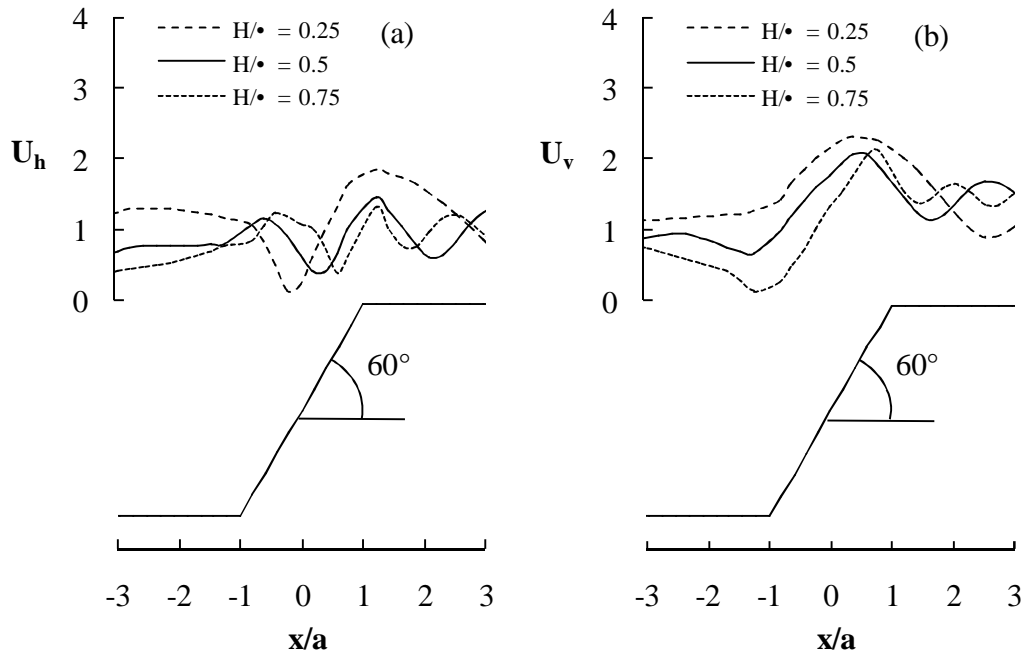 4
3
2
1
0
U_h
H/• = 0.25
H/• = 0.5
H/• = 0.75
(a)
60°
-3 -2 -1 0 1 2 3
x/a
4
3
2
1
0
U_v
H/• = 0.25
H/• = 0.5
H/• = 0.75
(b)
60°
-3 -2 -1 0 1 2 3
x/a